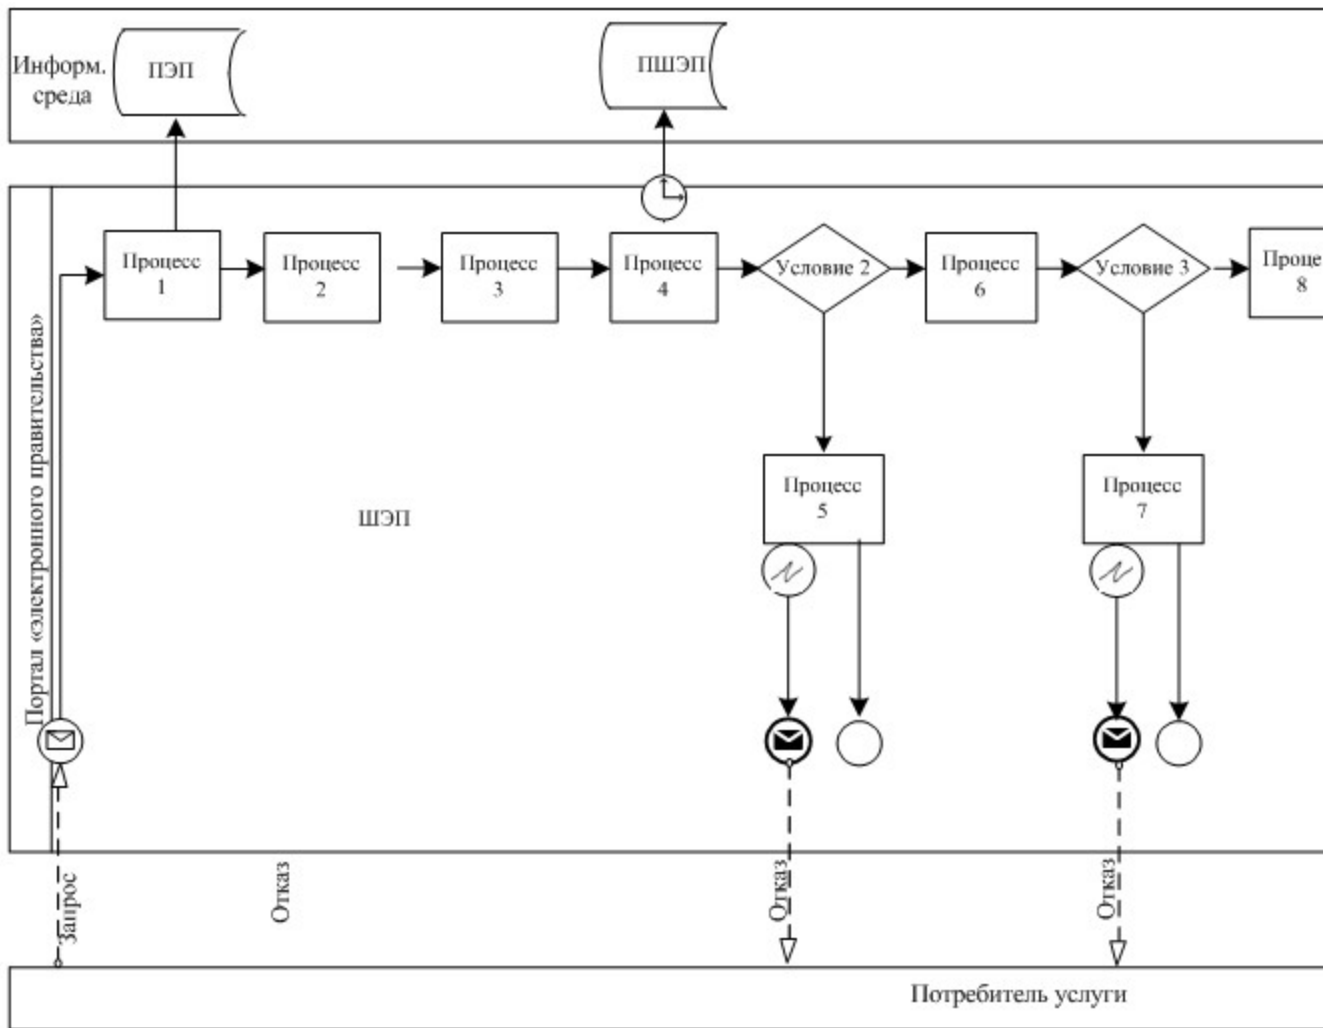 Информ.
среда
ПЭП
ПШЭП
Портал «электронного правительства»
Процесс
1
Процесс
2
Процесс
3
Процесс
4
Условие 2
Процесс
6
Условие 3
Проце
8
Процесс
5
Процесс
7
ШЭП
Запрос
Отказ
Отказ
Отказ
Потребитель услуги